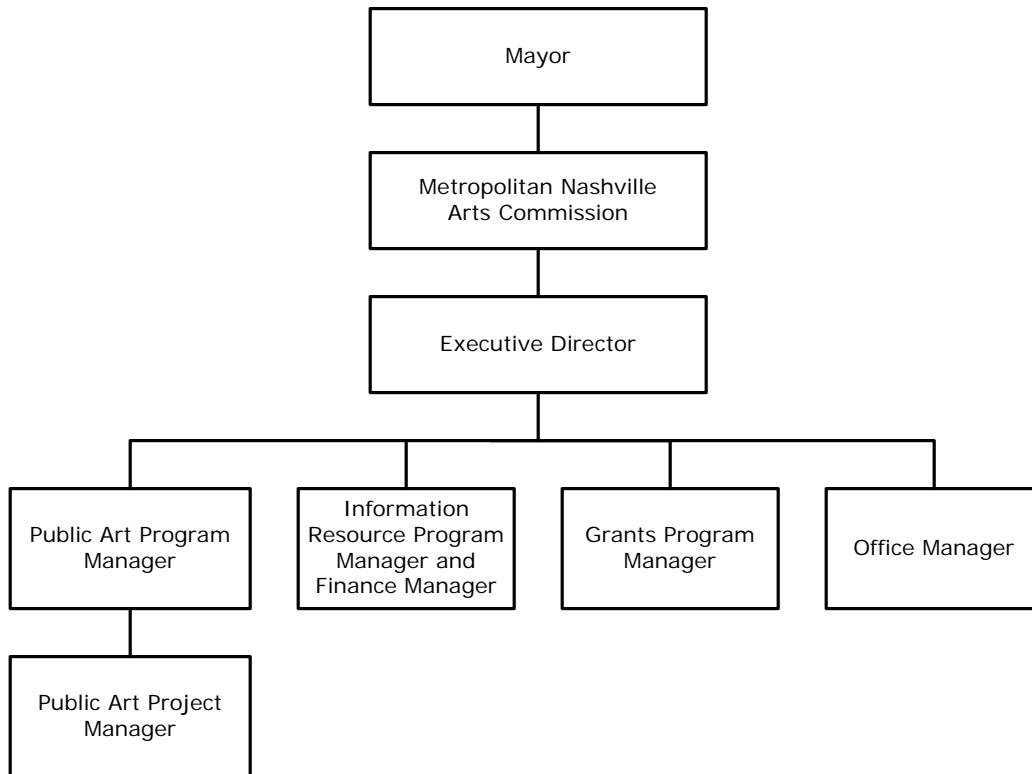 Mayor
Metropolitan Nashville
Arts Commission
Executive Director
Public Art Program
Manager
Information
Resource Program
Manager and
Finance Manager
Grants Program
Manager
Office Manager
Public Art Project
Manager